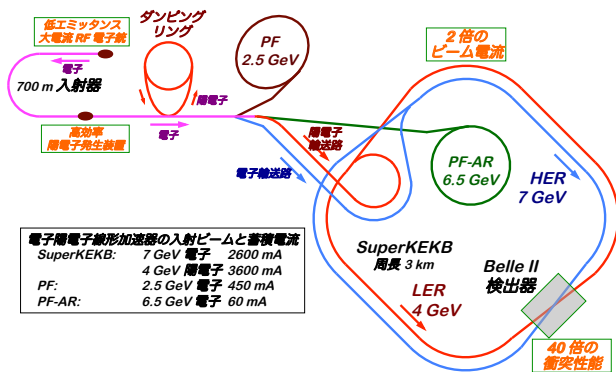 低エミッタンス
大電流 RF 電子銃
電子
700 m 入射器
高効率
陽電子発生装置
ダンピング
リング
陽電子
電子
PF
2.5 GeV
陽電子
輸送路
電子輸送路
PF-AR
6.5 GeV
2 倍の
ビーム電流
HER
7 GeV
SuperKEKB
周長 3 km
LER
4 GeV
Belle II
検出器
40 倍の
衝突性能
電子陽電子線形加速器の入射ビームと蓄積電流
SuperKEKB: 7 GeV 電子 2600 mA
4 GeV 陽電子 3600 mA
PF: 2.5 GeV 電子 450 mA
PF-AR: 6.5 GeV 電子 60 mA